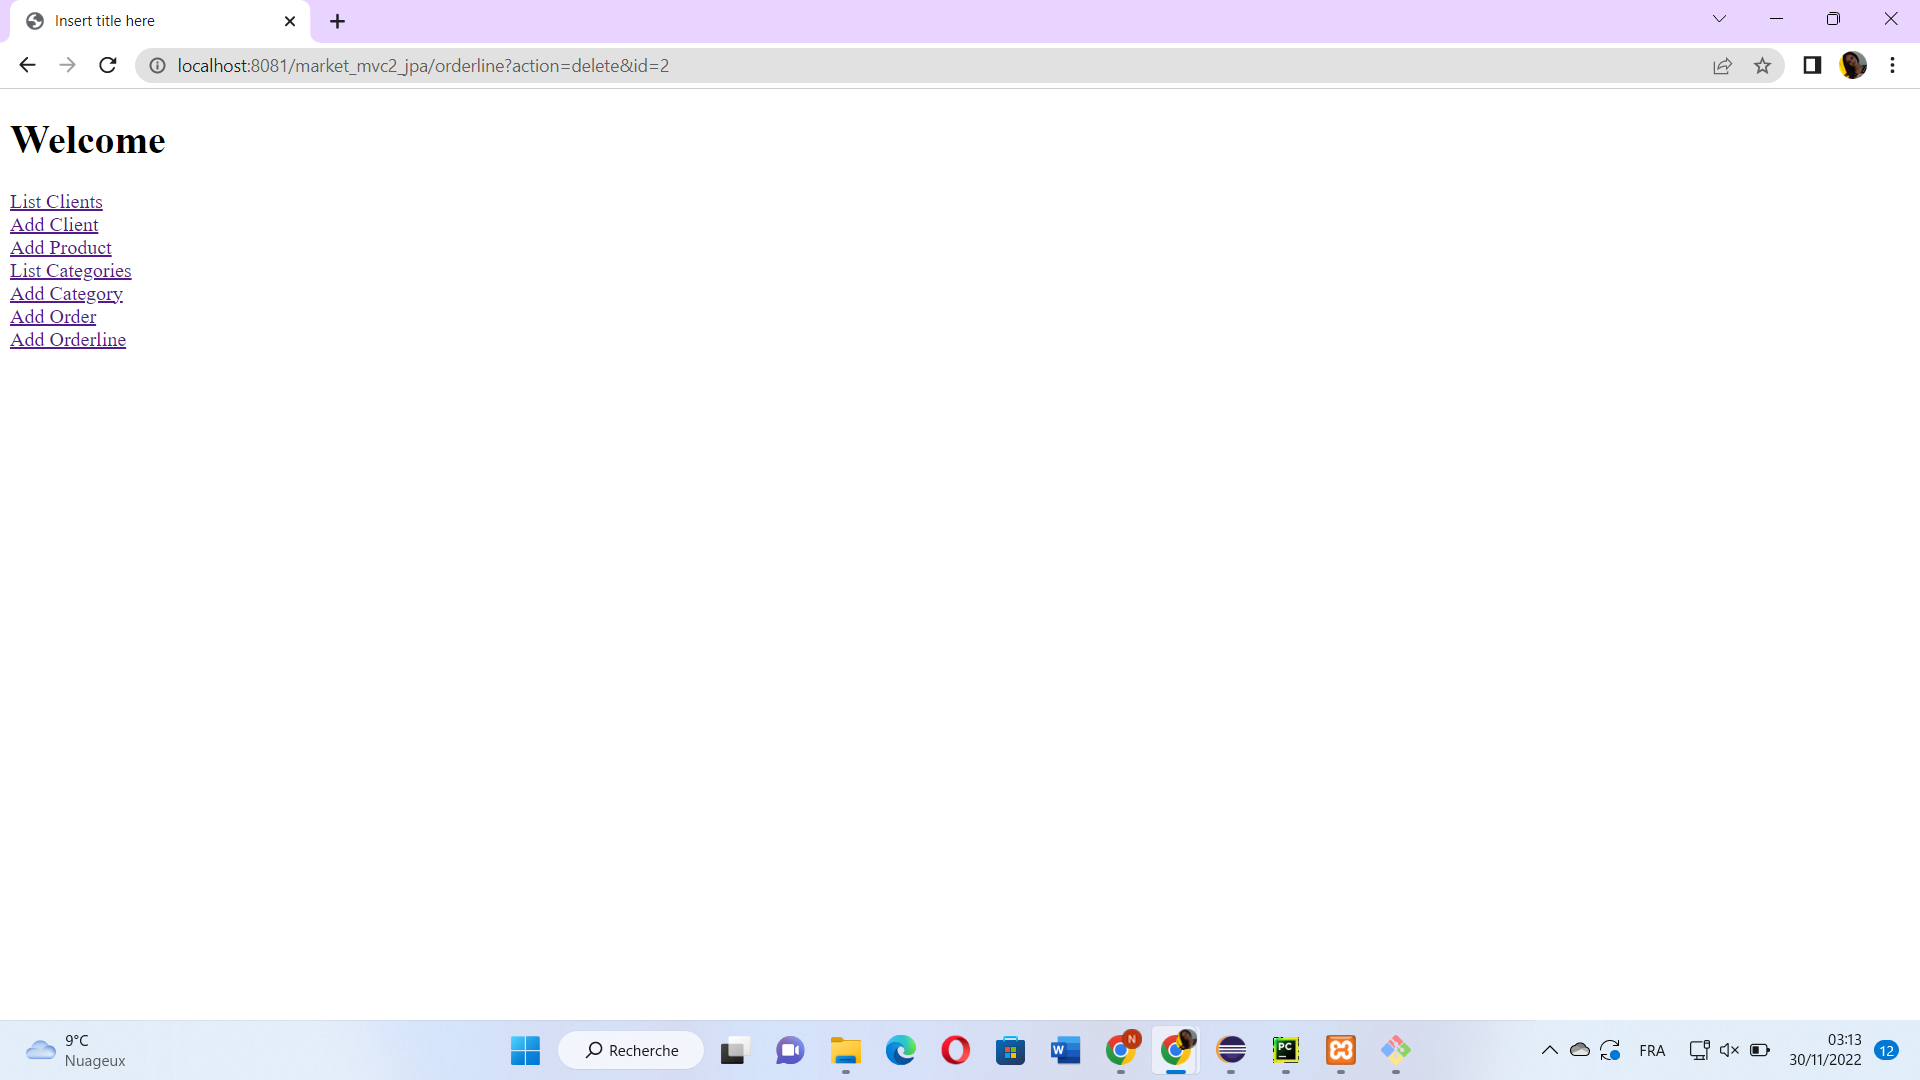 Insert title here
localhost:8081/market_mvc2_jpa/orderline?action=delete&id=2
Welcome
List Clients
Add Client
Add Product
List Categories
Add Category
Add Order
Add Orderline
9°C
Nuageux
Recherche
W
N
PC
FRA
03:13
30/11/2022
12